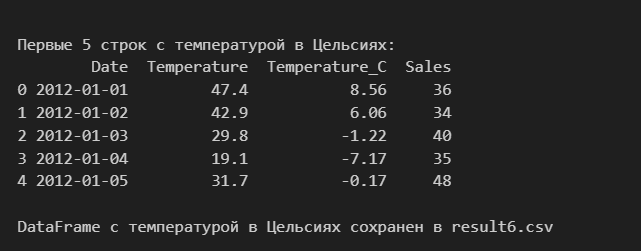 Первые 5 строк с температурой в Цельсиях:
Date Temperature Temperature_C Sales
0 2012-01-01 47.4 8.56 36
1 2012-01-02 42.9 6.06 34
2 2012-01-03 29.8 -1.22 40
3 2012-01-04 19.1 -7.17 35
4 2012-01-05 31.7 -0.17 48
DataFrame с температурой в Цельсиях сохранен в result6.csv